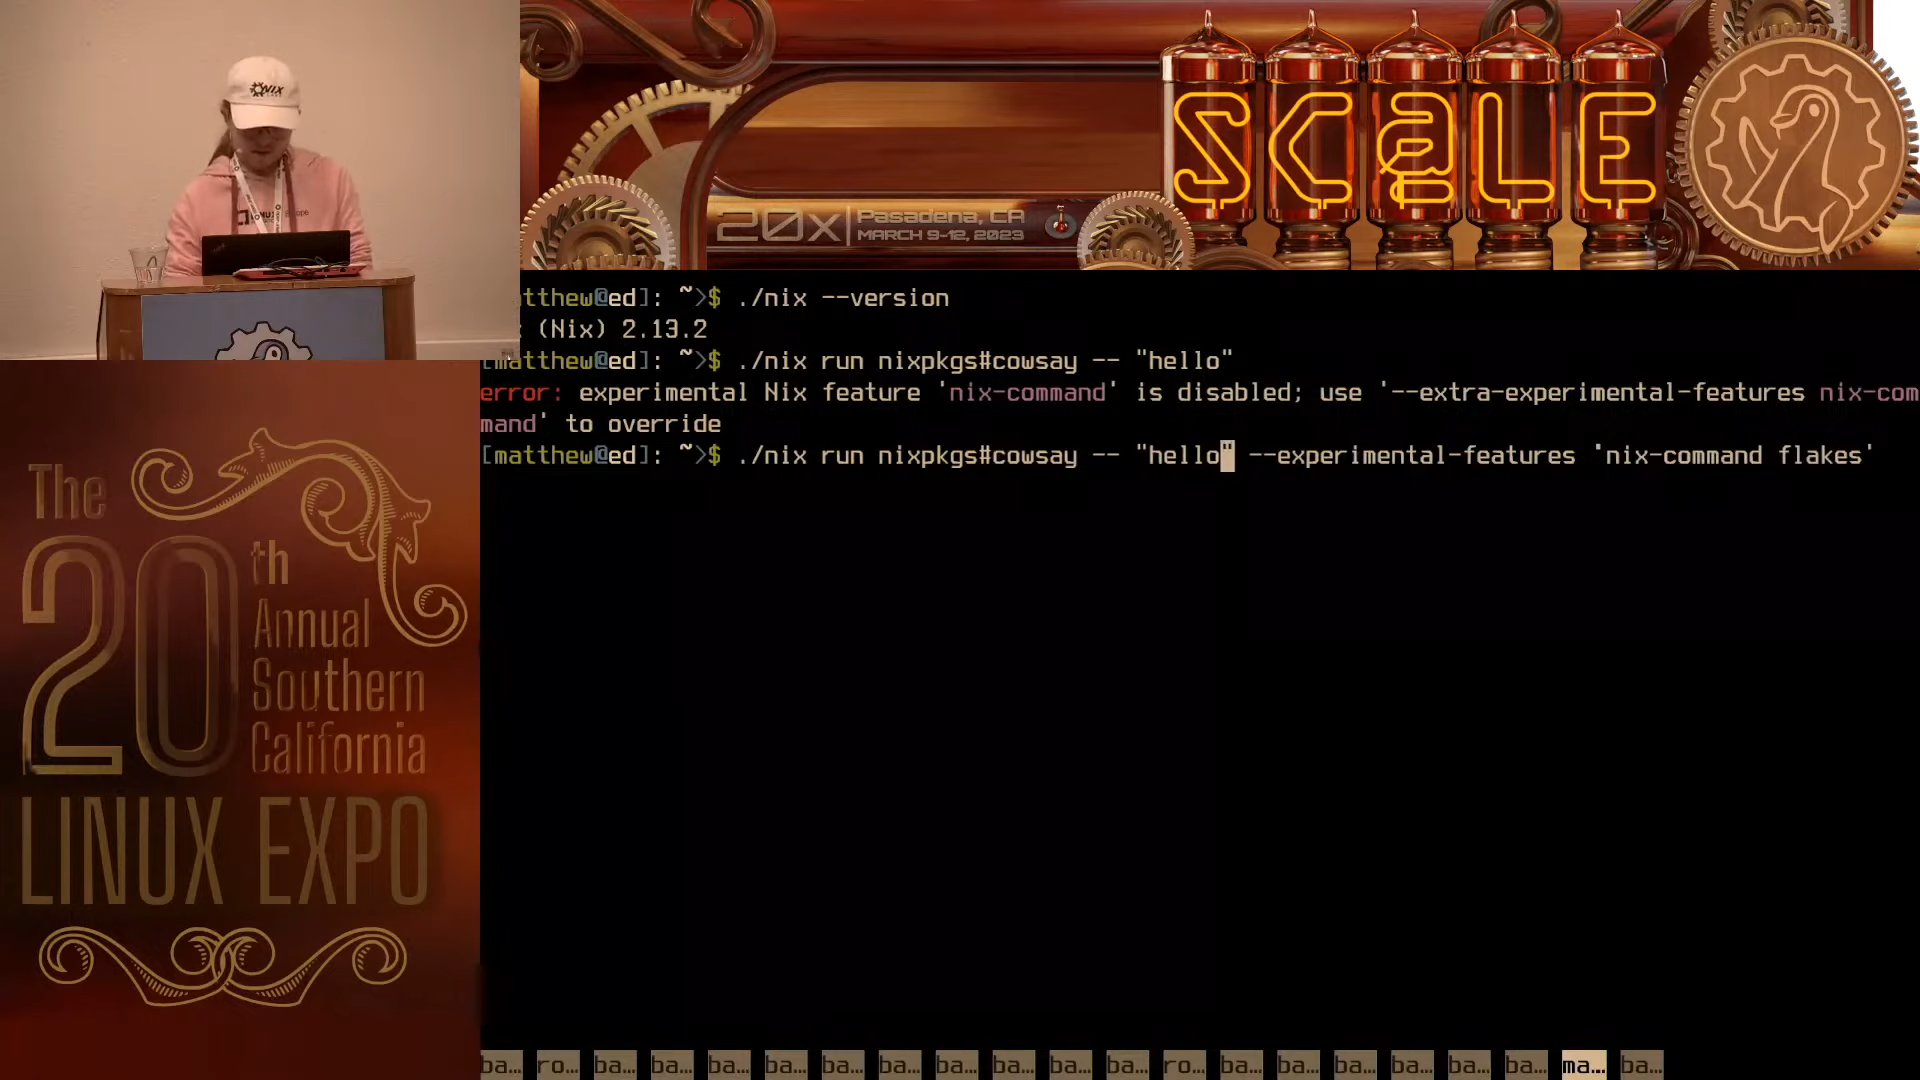 NIX
LINUX
SCaLE
20x
Pasadena, CA
MARCH 9-12, 2023
The
20th
Annual
Southern
California
LINUX EXPO
atthew@ed]: ~>$ ./nix --version
(Nix) 2.13.2
[matthew@ed]: ~>$ ./nix run nixpkgs#cowsay -- "hello"
error: experimental Nix feature 'nix-command' is disabled; use '--extra-experimental-features nix-com
mand' to override
[matthew@ed]: ~>$ ./nix run nixpkgs#cowsay -- "hello" --experimental-features 'nix-command flakes'
ba… ro… ba… ba… ba… ba… ba… ba… ba… ba… ba… ba… ro… ba… ba… ba… ba… ba… ba… ma… ba…